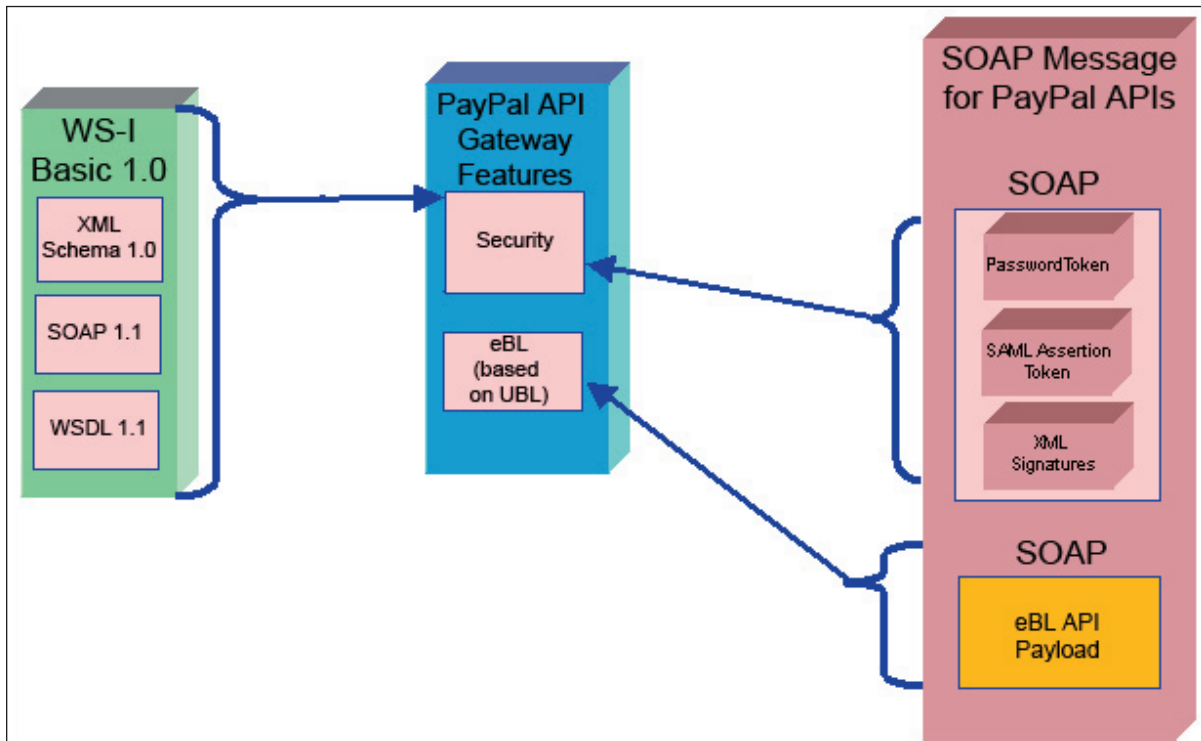 WS-I
Basic 1.0
XML
Schema 1.0
SOAP 1.1
WSDL 1.1
PayPal API
Gateway
Features
Security
eBL
(based
on UBL)
SOAP Message
for PayPal APIs
SOAP
PasswordToken
SAML Assertion
Token
XML
Signatures
SOAP
eBL API
Payload